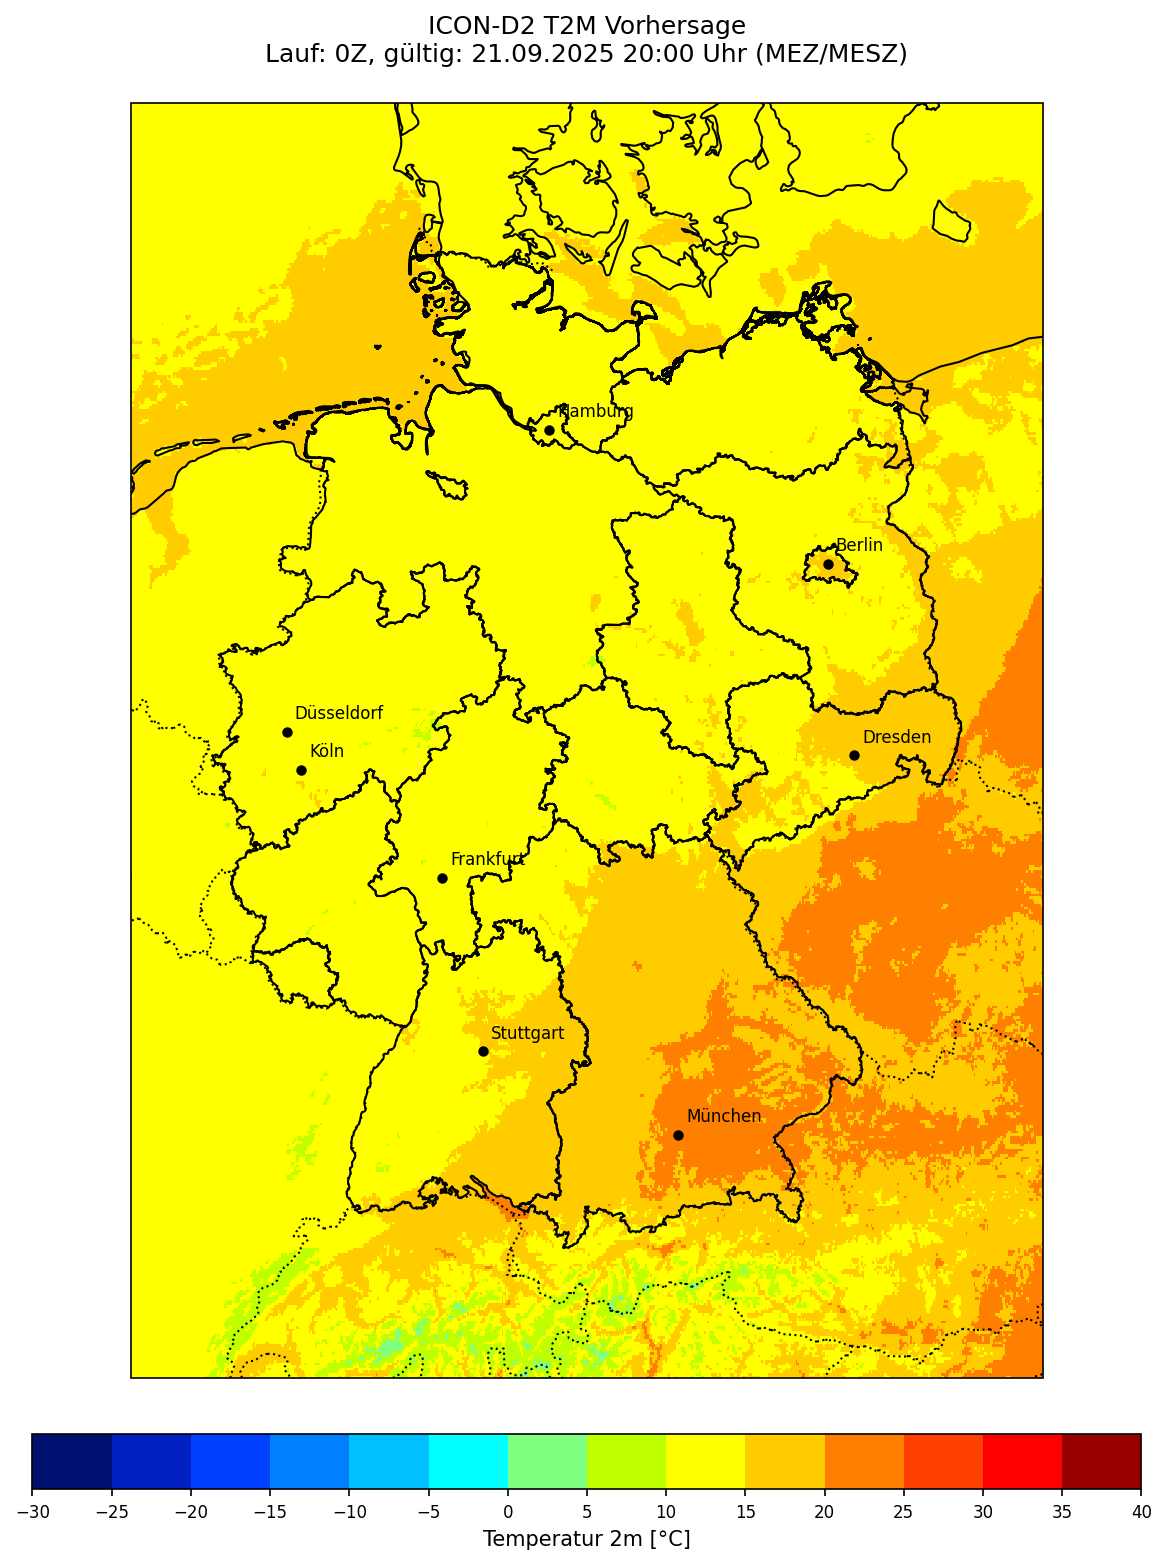 ICON-D2 T2M Vorhersage
Lauf: 0Z, gültig: 21.09.2025 20:00 Uhr (MEZ/MESZ)
Hamburg
Berlin
Düsseldorf
Dresden
Köln
Frankfurt
Stuttgart
München
−30 −25 −20 −15 −10 −5 0 5 10 15 20 25 30 35 40
Temperatur 2m [°C]